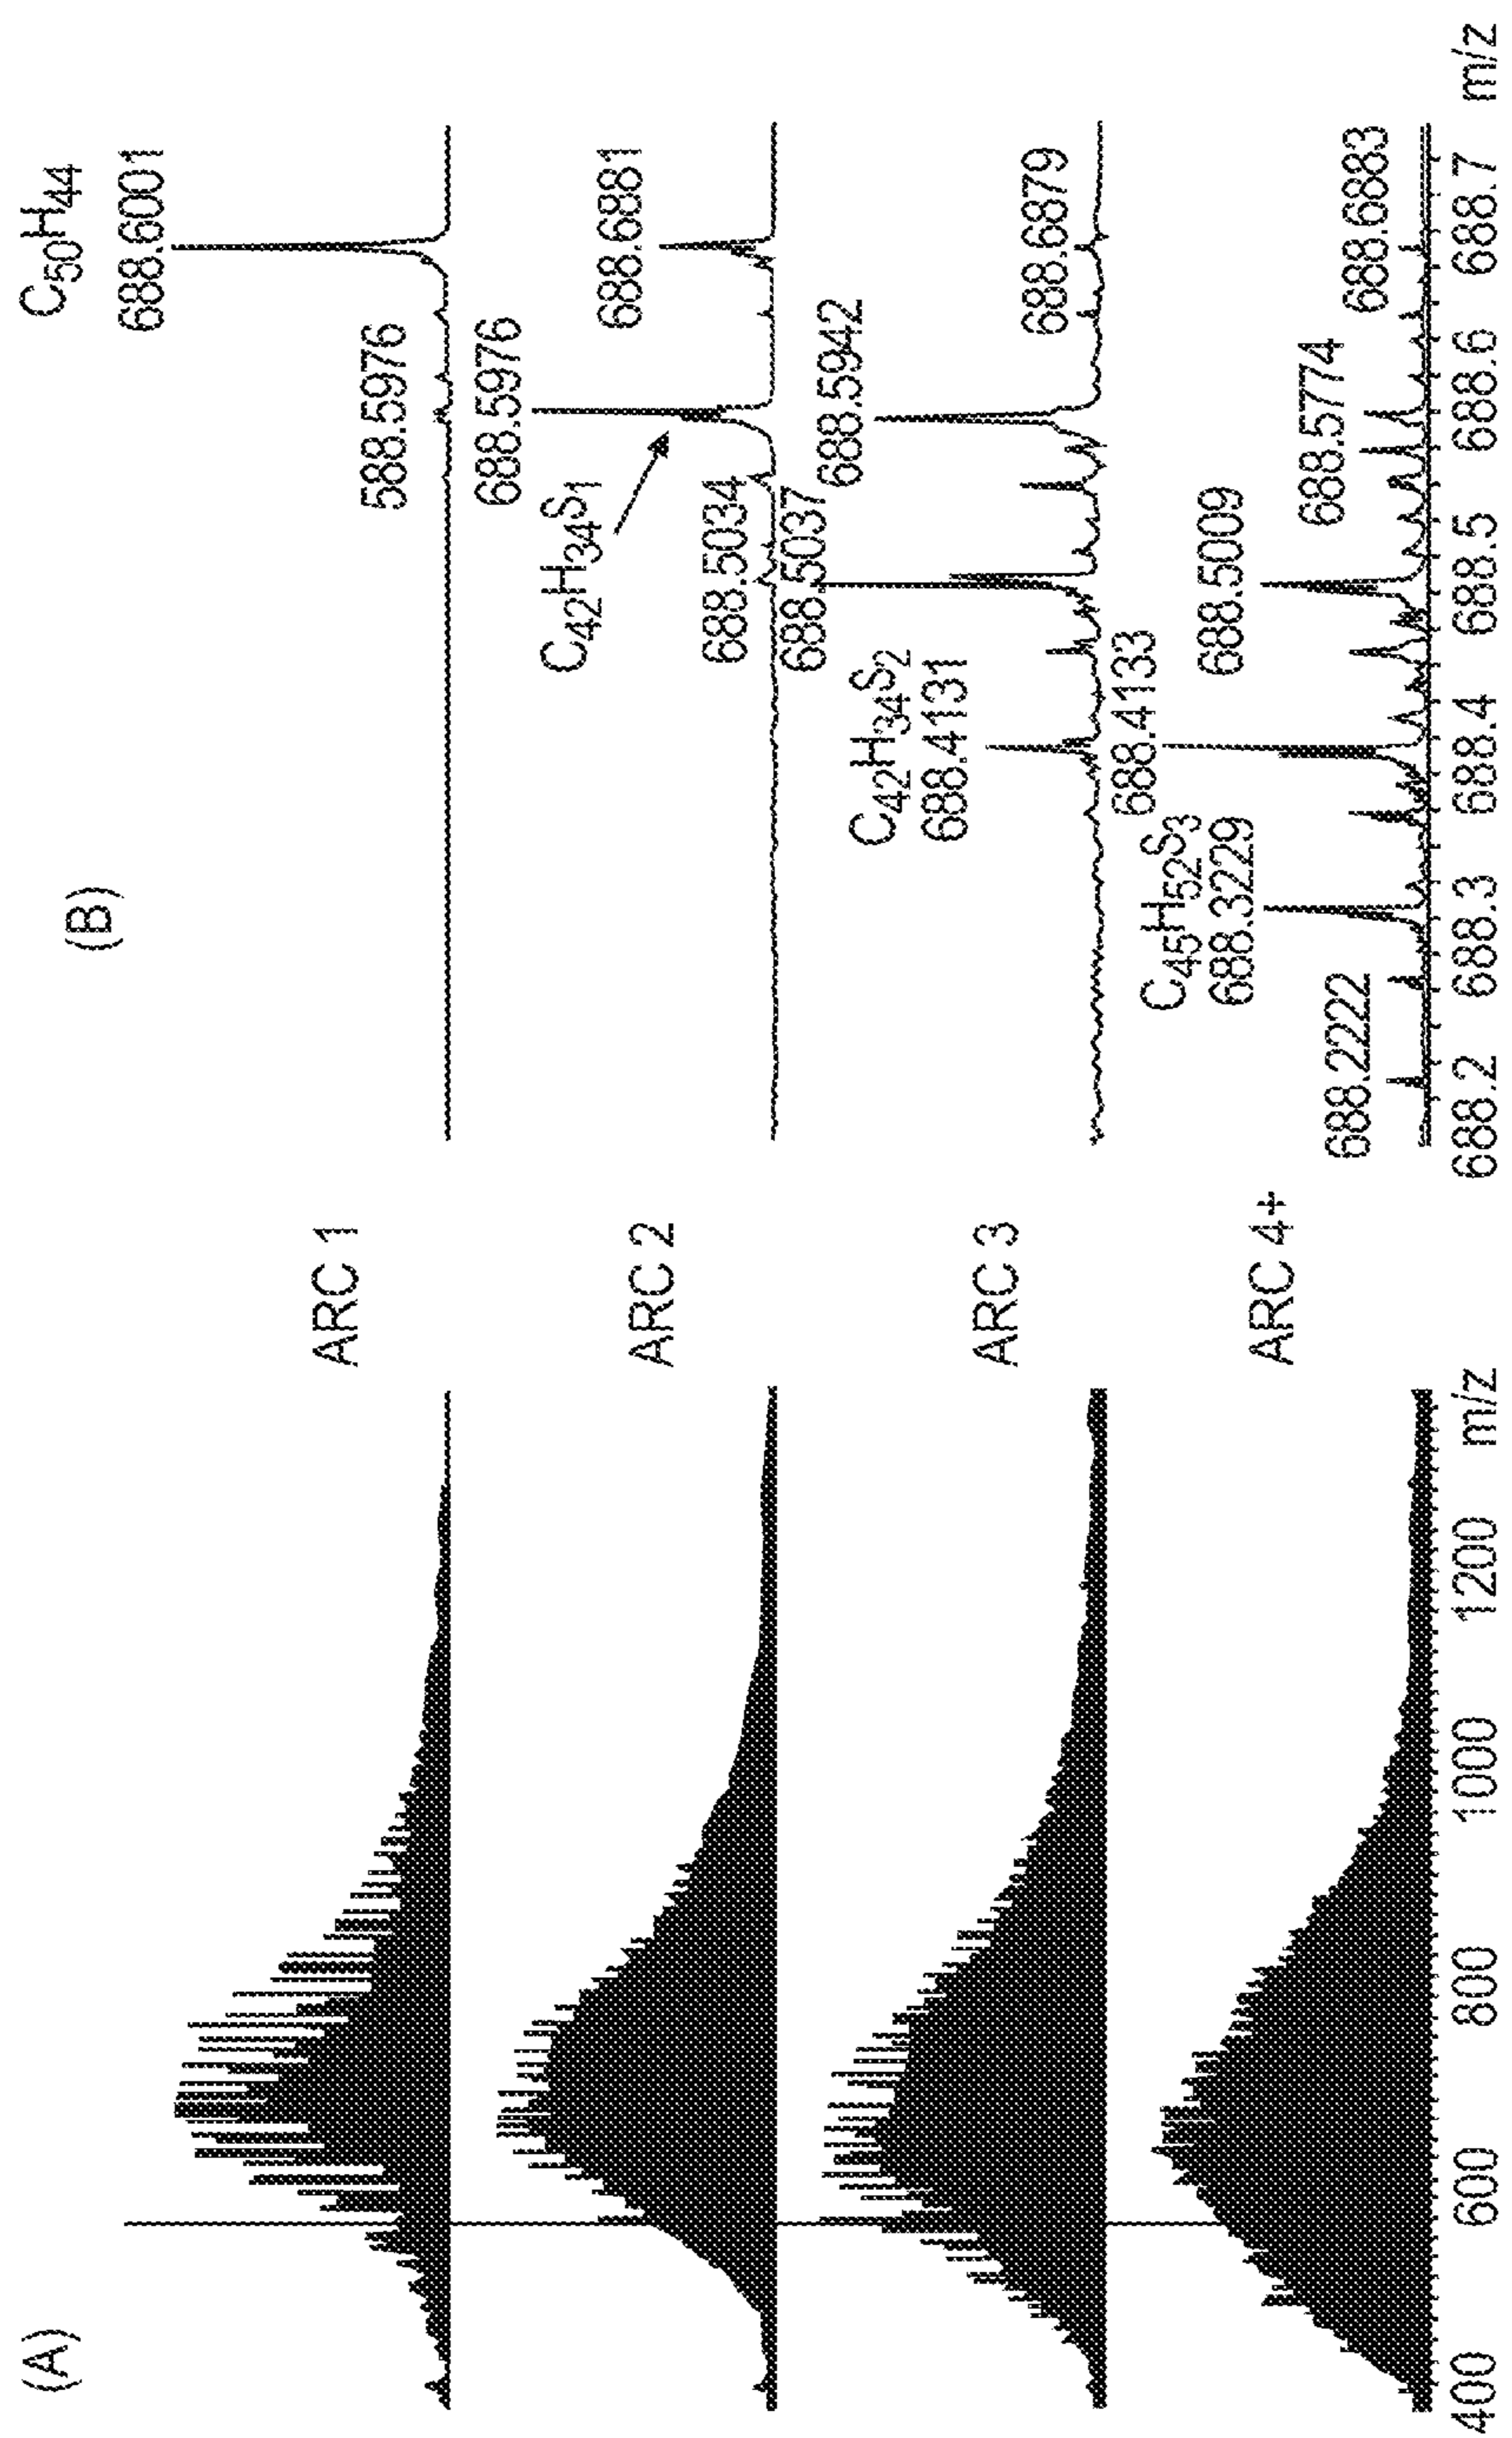 (A)
ARC 1
ARC 2
ARC 3
ARC 4+
400 600 800 1000 1200 m/z
(B)
C50H44
688.6001
588.5976
688.5976
688.6881
C42H34S1
688.5034
688.5037
688.5942
688.6879
C42H34S2
688.4131
688.4133
688.5009
688.5774
688.6883
C45H52S3
688.3229
688.2222
688.2 688.3 688.4 688.5 688.6 688.7 m/z